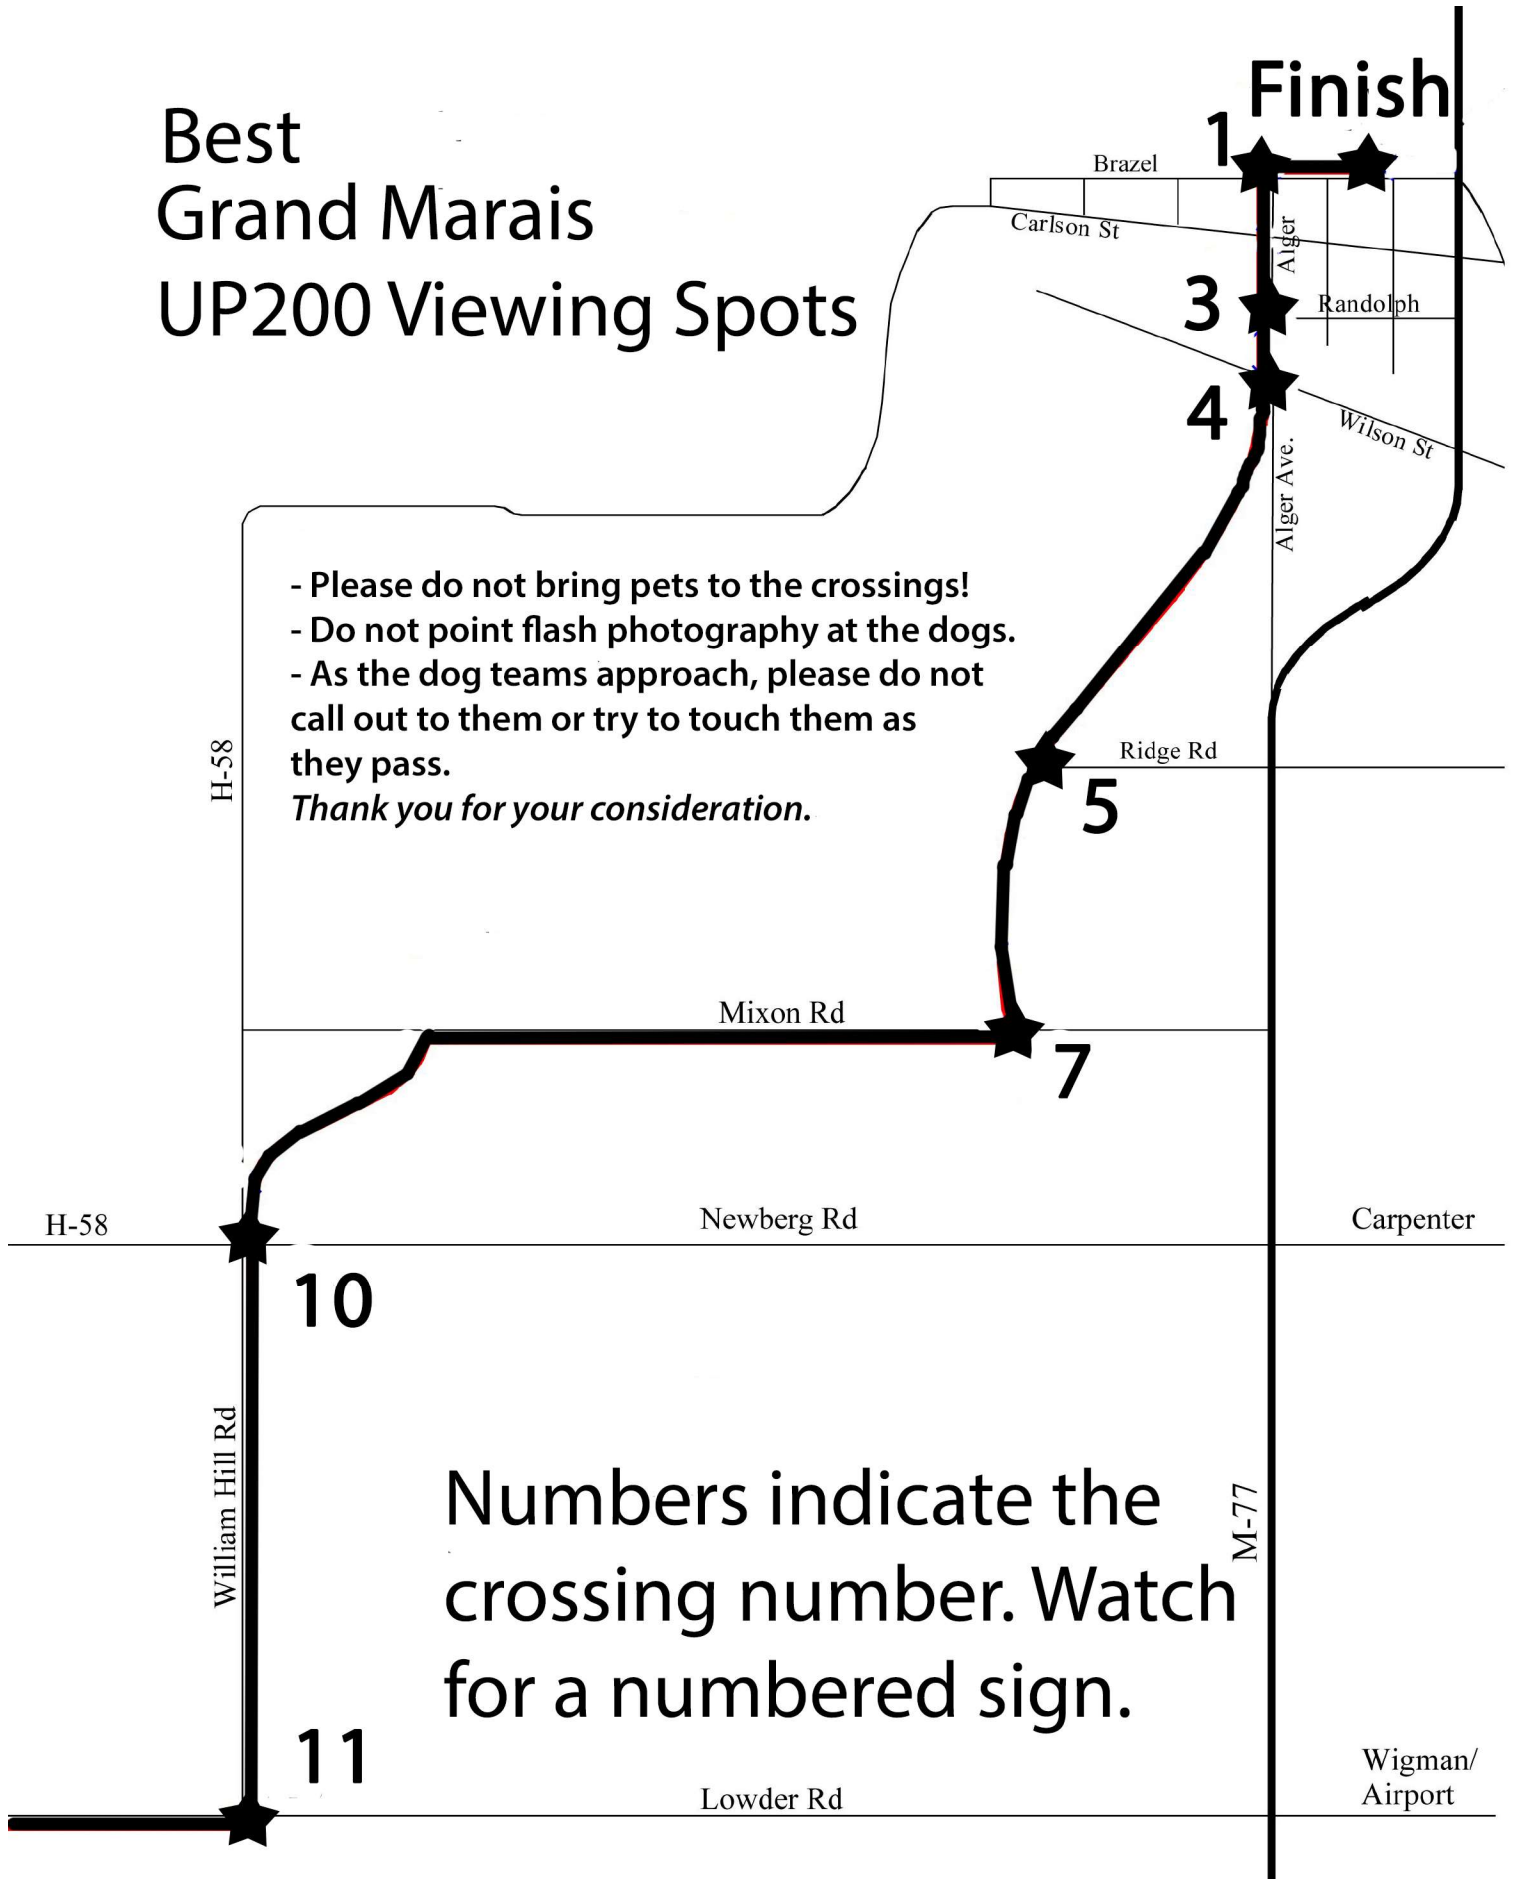 Finish
Best
Grand Marais
UP200 Viewing Spots
1
Brazel
Carlson St
Alger
3
Randolph
4
Wilson St
Alger Ave.
- Please do not bring pets to the crossings!
- Do not point flash photography at the dogs.
- As the dog teams approach, please do not
call out to them or try to touch them as
they pass.
Thank you for your consideration.
H-58
Ridge Rd
5
Mixon Rd
7
H-58
Newberg Rd
Carpenter
10
William Hill Rd
Numbers indicate the
crossing number. Watch
for a numbered sign.
M-77
11
Lowder Rd
Wigman/
Airport